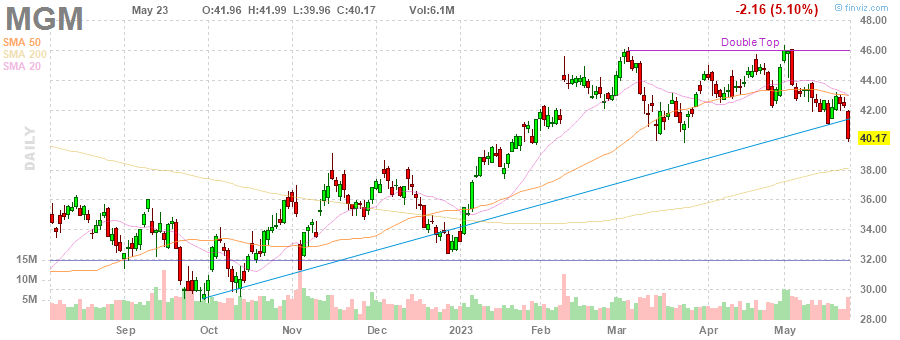 MGM
May 23 O:41.96 H:41.99 L:39.96 C:40.17 Vol:6.1M
-2.16 (5.10%)
finviz.com
SMA 50
SMA 200
SMA 20
Double Top
DAILY
48.00
46.00
44.00
42.00
40.17
38.00
36.00
34.00
32.00
30.00
28.00
15M
10M
5M
Sep Oct Nov Dec 2023 Feb Mar Apr May